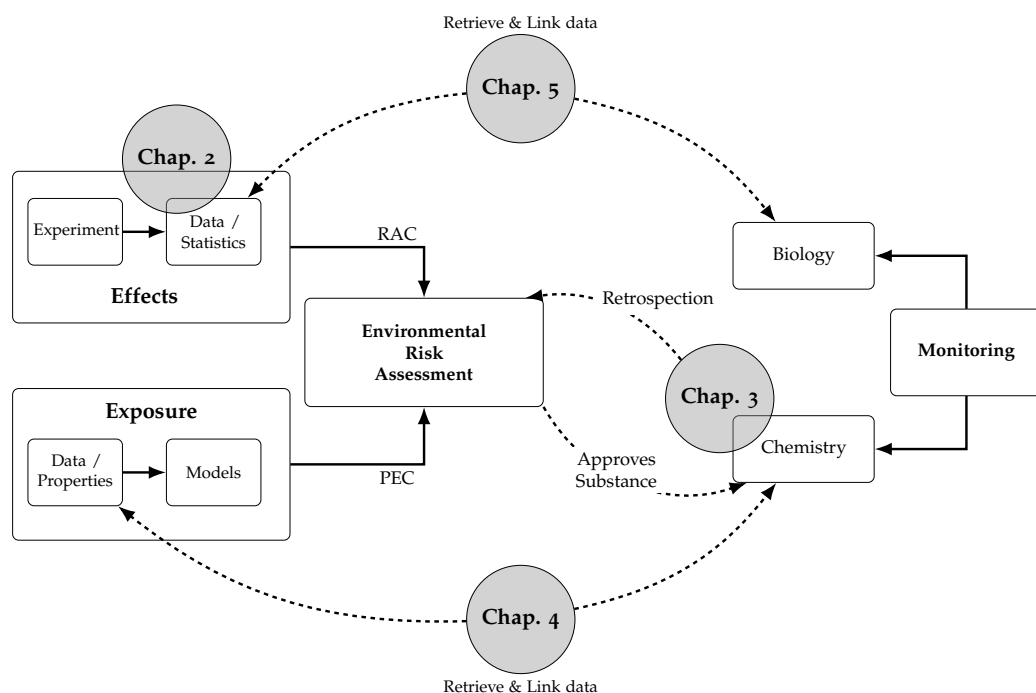 Retrieve & Link data
Chap. 5
Chap. 2
Experiment
Data /
Statistics
Effects
RAC
Biology
Retrospection
Environmental
Risk
Assessment
Monitoring
Chap. 3
Exposure
Data /
Properties
Models
PEC
Approves
Substance
Chemistry
Chap. 4
Retrieve & Link data